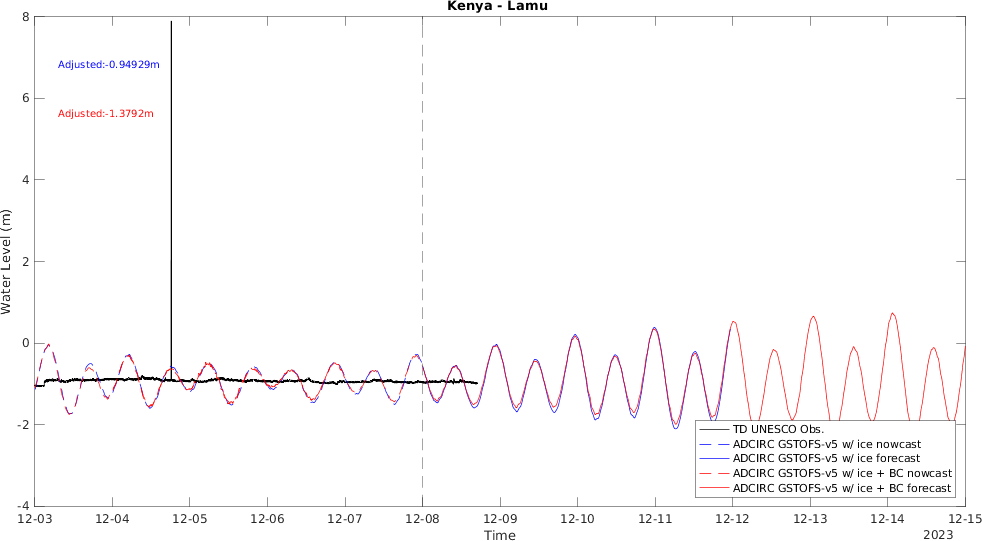 Kenya - Lamu
8
6
4
2
0
-2
-4
Water Level (m)
Adjusted:-0.94929m
Adjusted:-1.3792m
TD UNESCO Obs.
ADCIRC GSTOFS-v5 w/ ice nowcast
ADCIRC GSTOFS-v5 w/ ice forecast
ADCIRC GSTOFS-v5 w/ ice + BC nowcast
ADCIRC GSTOFS-v5 w/ ice + BC forecast
12-03 12-04 12-05 12-06 12-07 12-08 12-09 12-10 12-11 12-12 12-13 12-14 12-15
Time
2023